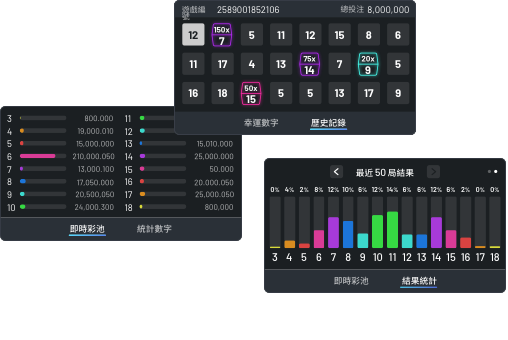 遊戲編號 2589001852106 總投注 8,000,000
12 150x 7 5 11 12 15 8 6
11 17 4 13 75x 14 7 20x 9 5
16 18 50x 15 5 5 13 17 9
幸運數字 歷史記錄
3 800.000 11
4 19,000.010 12
5 15,000.000 13 15,010.000
6 210,000.050 14 25,000.000
7 13,000.100 15 50.000
8 17,050.000 16 20,000.050
9 20,500.050 17 25,000.050
10 24,000.300 18 800.000
即時彩池 統計數字
最近 50 局結果
0% 4% 2% 8% 12% 10% 6% 12% 14% 6% 6% 12% 8% 2% 0% 0%
3 4 5 6 7 8 9 10 11 12 13 14 15 16 17 18
即時彩池 結果統計